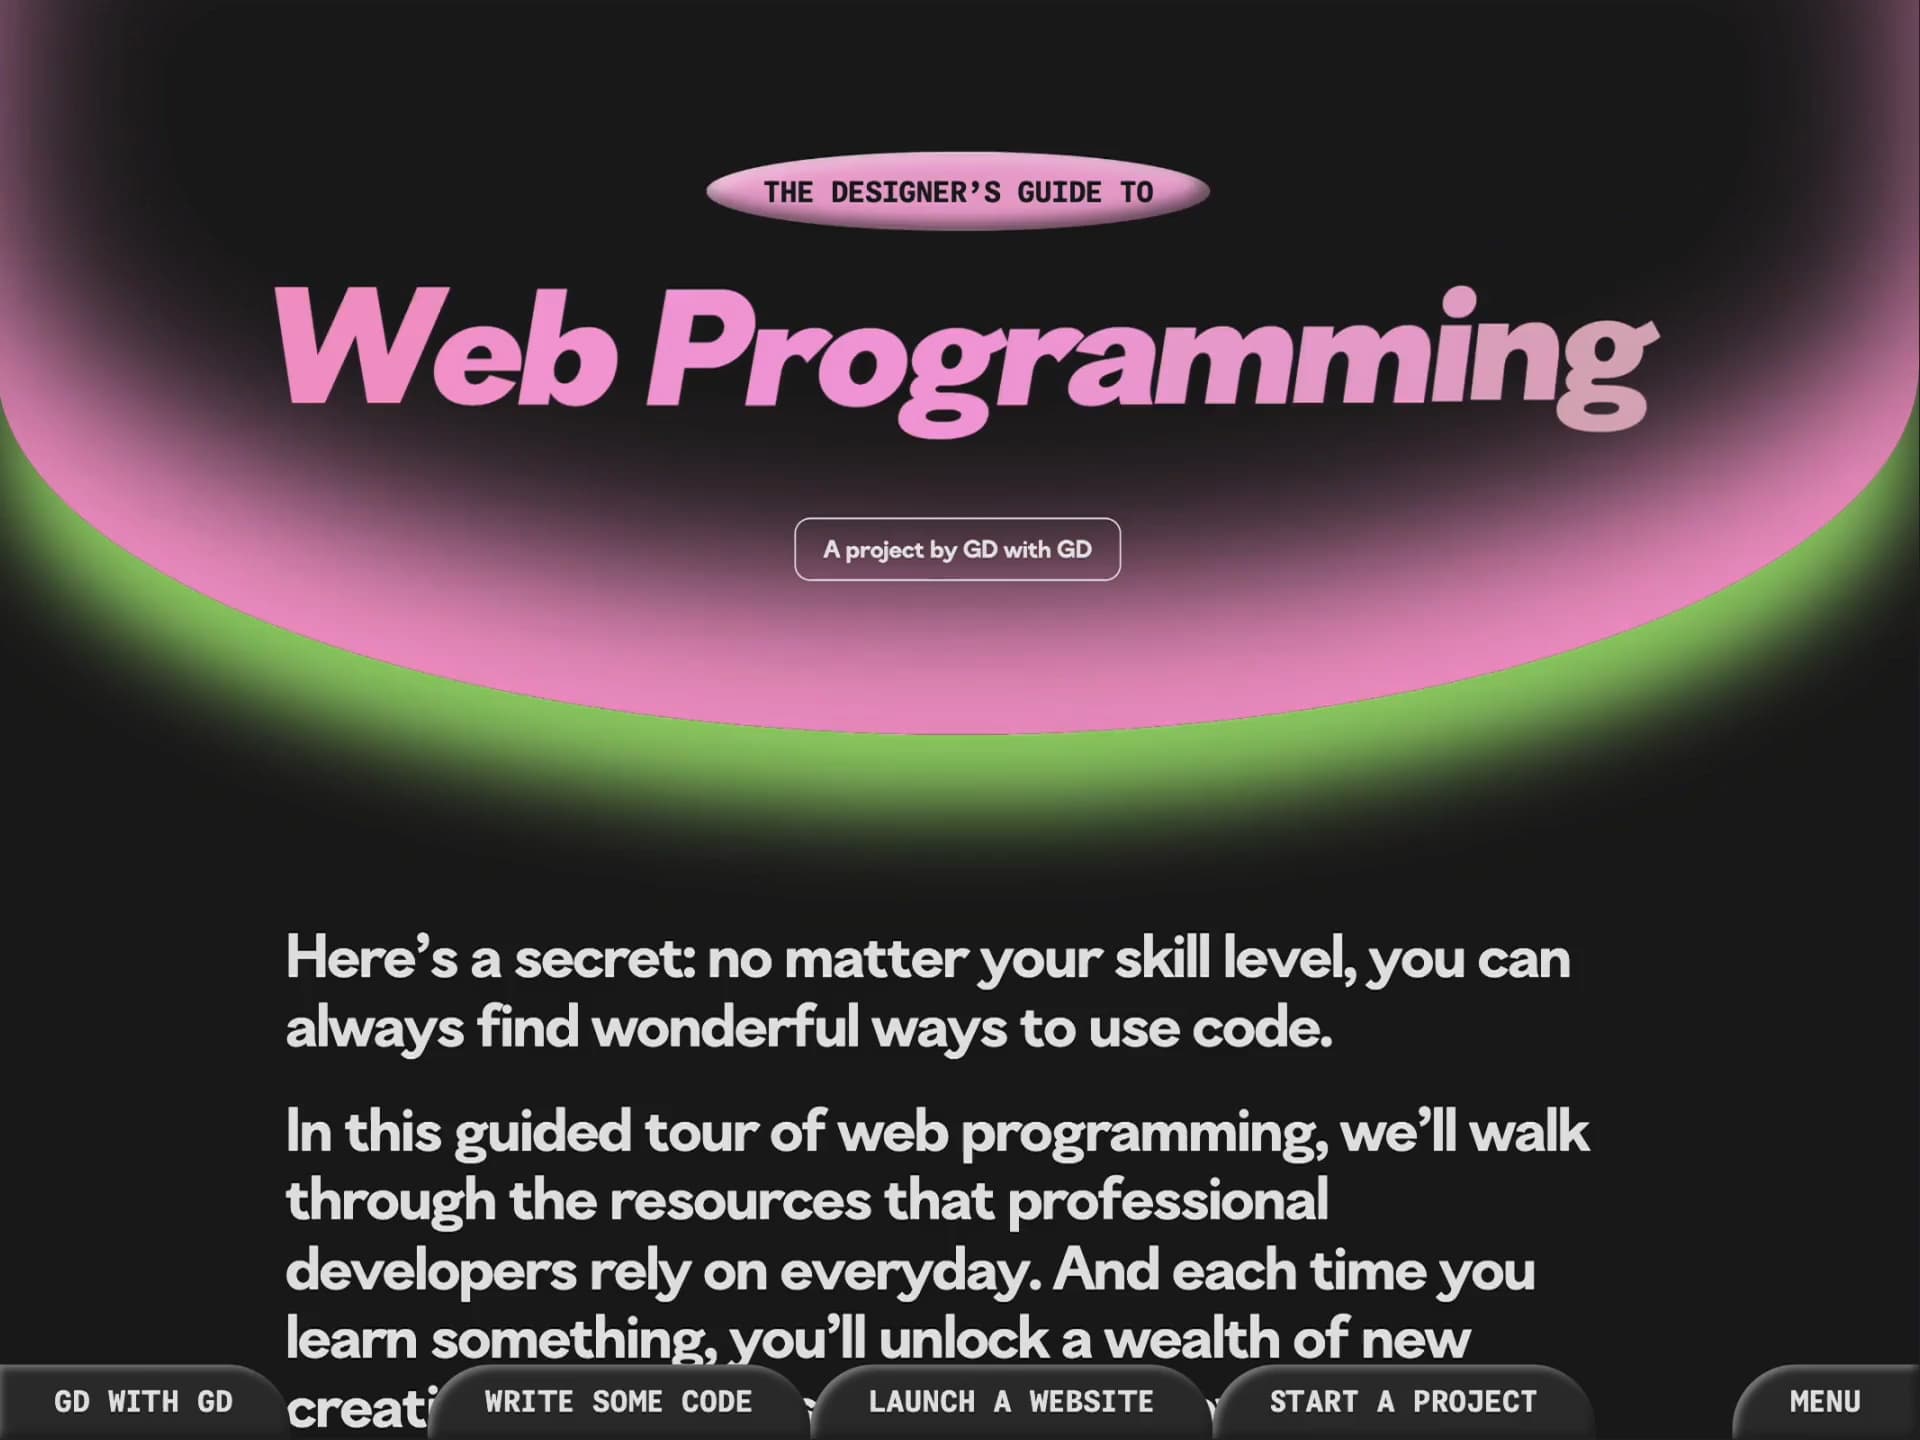 THE DESIGNER’S GUIDE TO
Web Programming
A project by GD with GD
Here’s a secret: no matter your skill level, you can
always find wonderful ways to use code.
In this guided tour of web programming, we’ll walk
through the resources that professional
developers rely on everyday. And each time you
learn something, you’ll unlock a wealth of new
GD WITH GD
WRITE SOME CODE
LAUNCH A WEBSITE
START A PROJECT
MENU